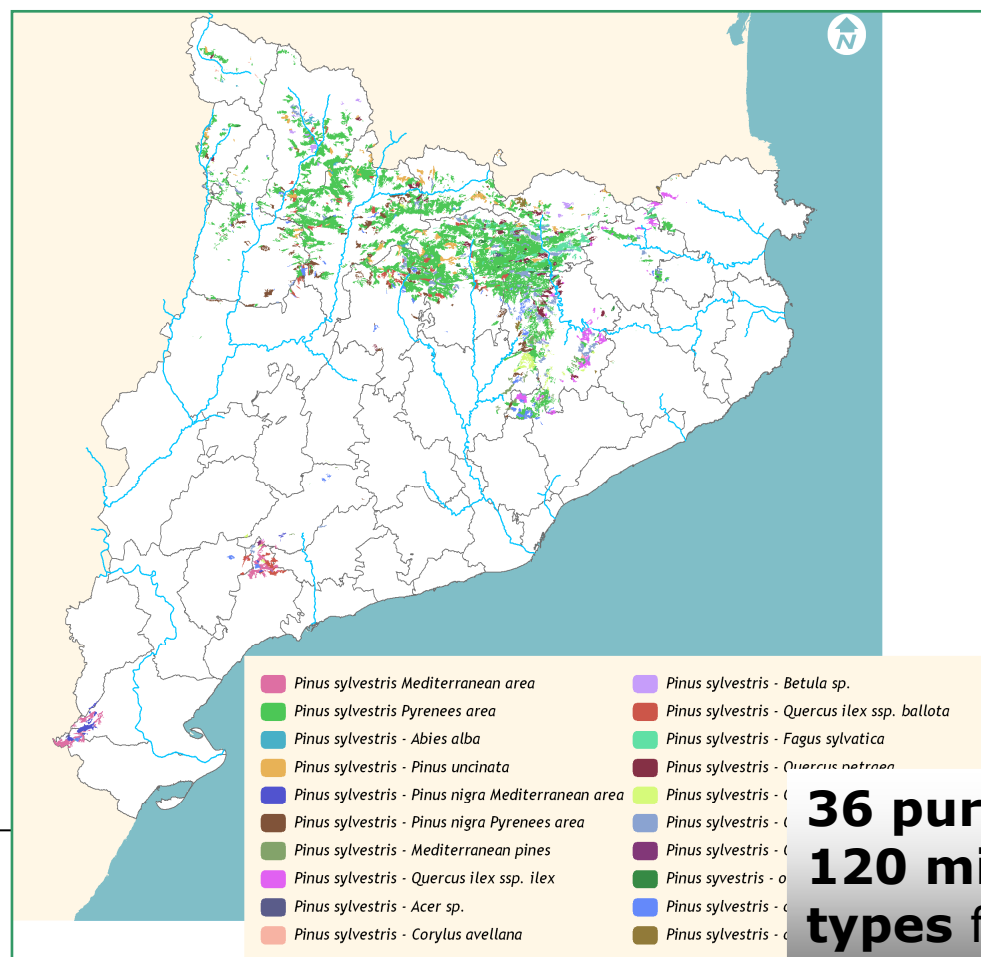 N
Pinus sylvestris Mediterranean area
Pinus sylvestris Pyrenees area
Pinus sylvestris - Abies alba
Pinus sylvestris - Pinus uncinata
Pinus sylvestris - Pinus nigra Mediterranean area
Pinus sylvestris - Pinus nigra Pyrenees area
Pinus sylvestris - Mediterranean pines
Pinus sylvestris - Quercus ilex ssp. ilex
Pinus sylvestris - Acer sp.
Pinus sylvestris - Corylus avellana
Pinus sylvestris - Betula sp.
Pinus sylvestris - Quercus ilex ssp. ballota
Pinus sylvestris - Fagus sylvatica
Pinus sylvestris - Quercus petraea
Pinus sylvestris -
Pinus sylvestris -
Pinus sylvestris -
Pinus syvestris -
Pinus sylvestris -
Pinus sylvestris -
36
120
types